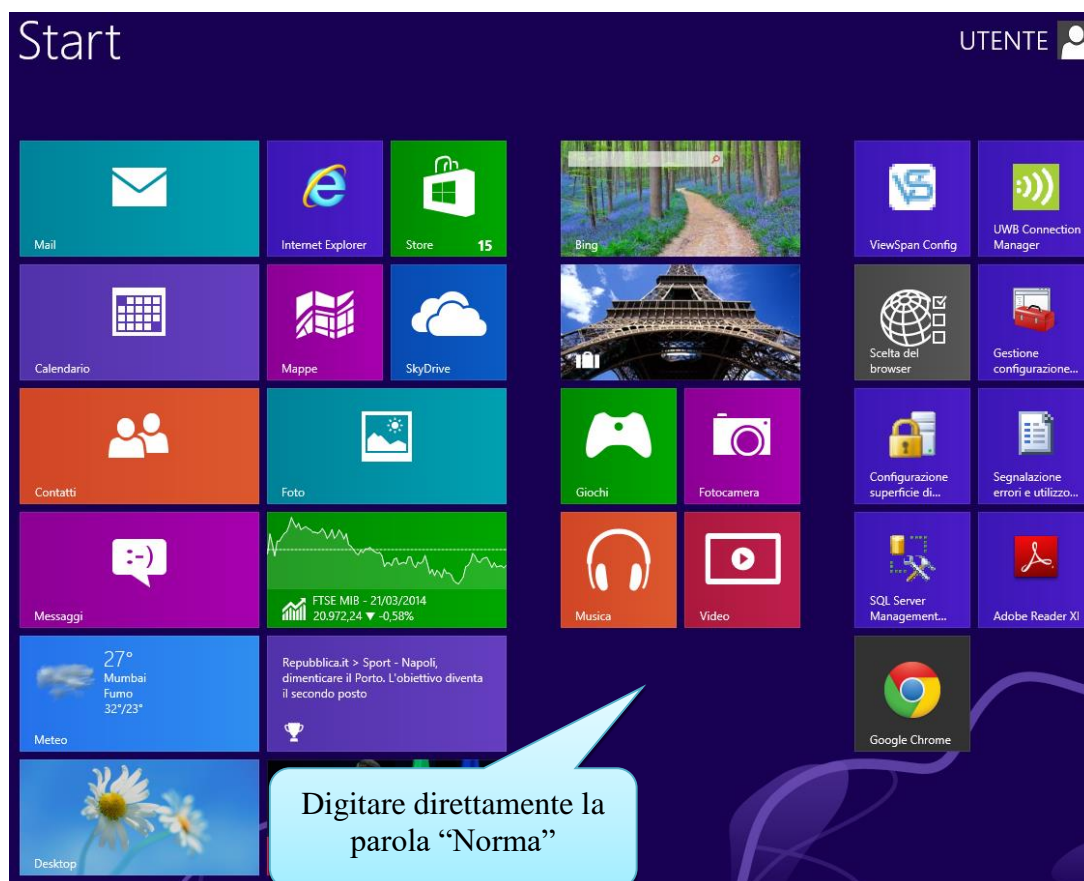 Start
UTENTE
Mail
Internet Explorer
Store
15
Bing
ViewSpan Config
UWB Connection
Manager
Calendario
Mappe
SkyDrive
Scelta del
browser
Gestione
configurazione...
Contatti
Foto
Giochi
Fotocamera
Configurazione
superficie di...
Segnalazione
errori e utilizzo...
:-)
Messaggi
FTSE MIB - 21/03/2014
20.972,24 ▼ -0,58%
Musica
Video
SQL Server
Management...
Adobe Reader XI
27°
Mumbai
Fumo
32°/23°
Meteo
Repubblica.it > Sport - Napoli,
dimenticare il Porto. L'obiettivo diventa
il secondo posto
Google Chrome
Desktop
Digitare direttamente la
parola “Norma”